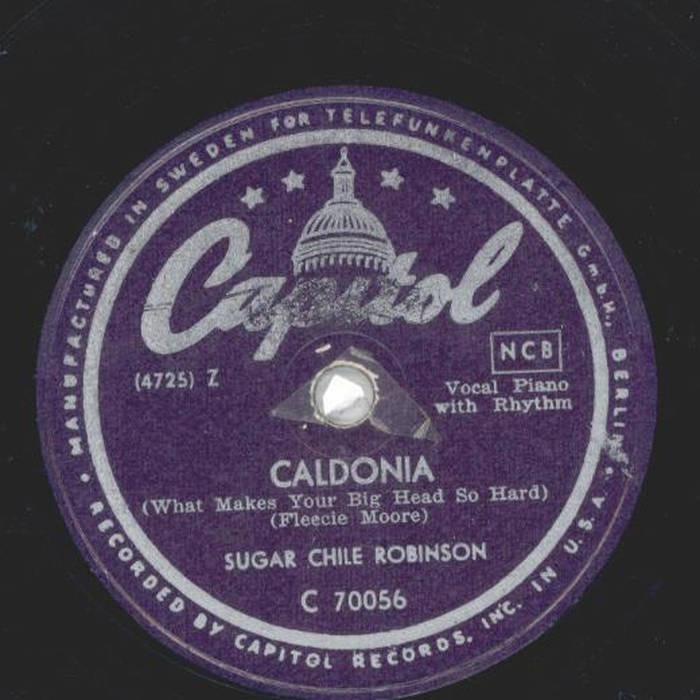 MANUFACTURED IN SWEDEN FOR TELEFUNKENPLATTE GmbH., BERLIN
Capitol
NCB
(4725) Z
Vocal Piano
with Rhythm
CALDONIA
(What Makes Your Big Head So Hard)
(Fleecie Moore)
SUGAR CHILE ROBINSON
C 70056
RECORDED BY CAPITOL RECORDS, INC. IN U.S.A.